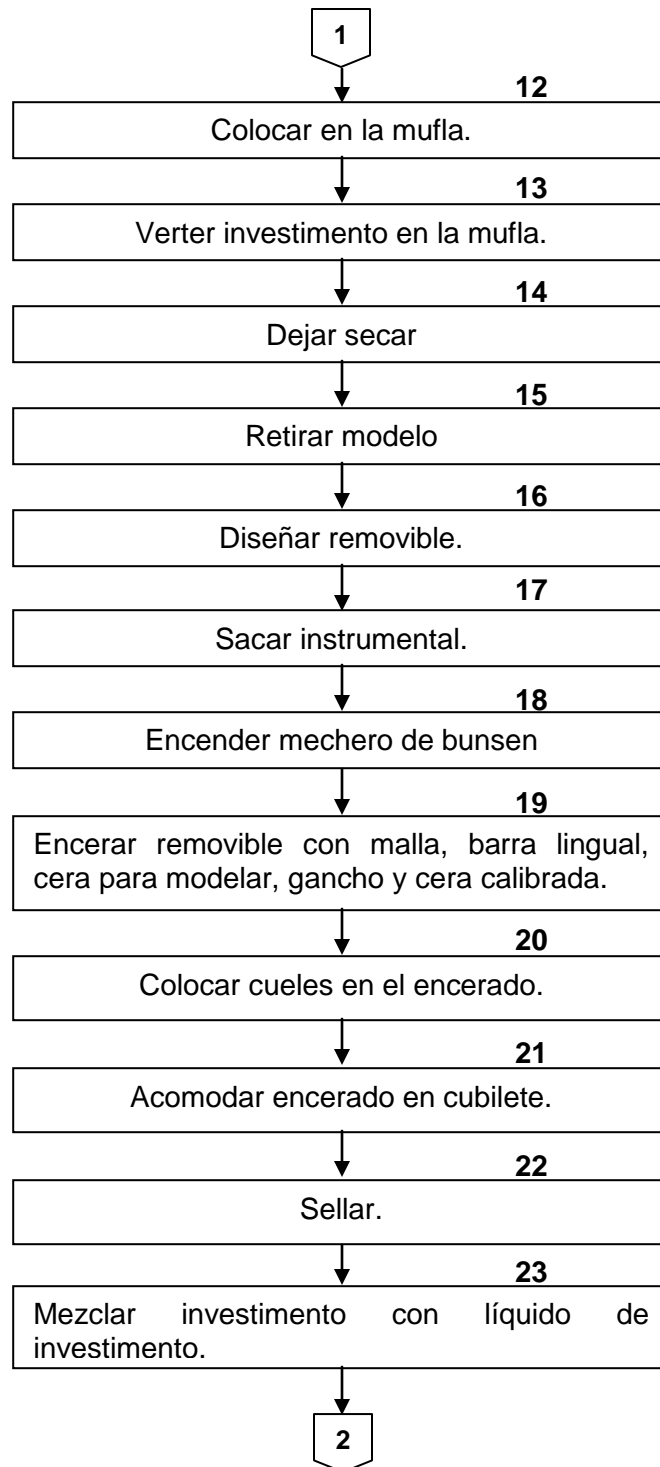 1
12
Colocar en la mufla.
13
Verter investimento en la mufla.
14
Dejar secar
15
Retirar modelo
16
Diseñar removible.
17
Sacar instrumental.
18
Encender mechero de bunsen
19
Encerar removible con malla, barra lingual,
cera para modelar, gancho y cera calibrada.
20
Colocar cueles en el encerado.
21
Acomodar encerado en cubilete.
22
Sellar.
23
Mezclar investimento con líquido de
investimento.
2